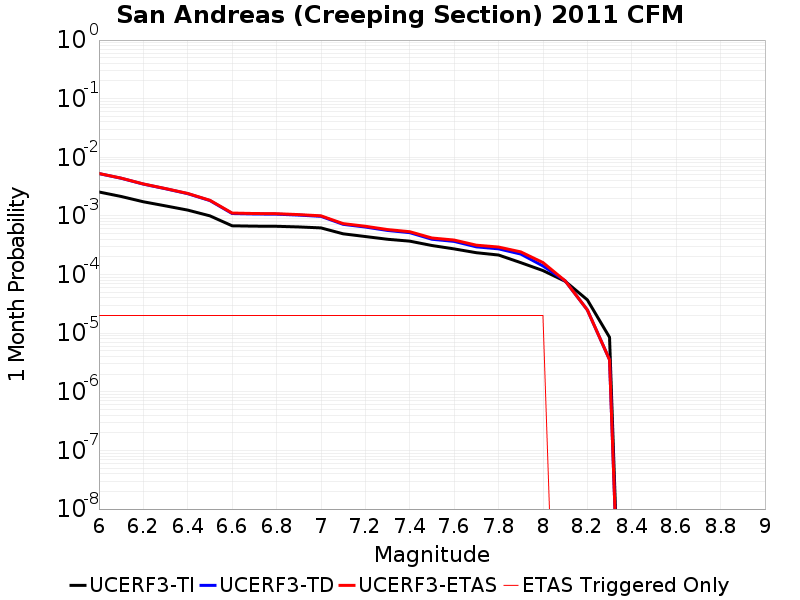 San Andreas (Creeping Section) 2011 CFM
1 Month Probability
10^0
10^-1
10^-2
10^-3
10^-4
10^-5
10^-6
10^-7
10^-8
6 6.2 6.4 6.6 6.8 7 7.2 7.4 7.6 7.8 8 8.2 8.4 8.6 8.8 9
Magnitude
UCERF3-TI UCERF3-TD UCERF3-ETAS ETAS Triggered Only